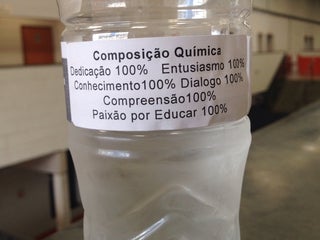 Composição Química
Dedicação 100% Entusiasmo 100%
Conhecimento100% Dialogo 100%
Compreensão100%
Paixão por Educar 100%